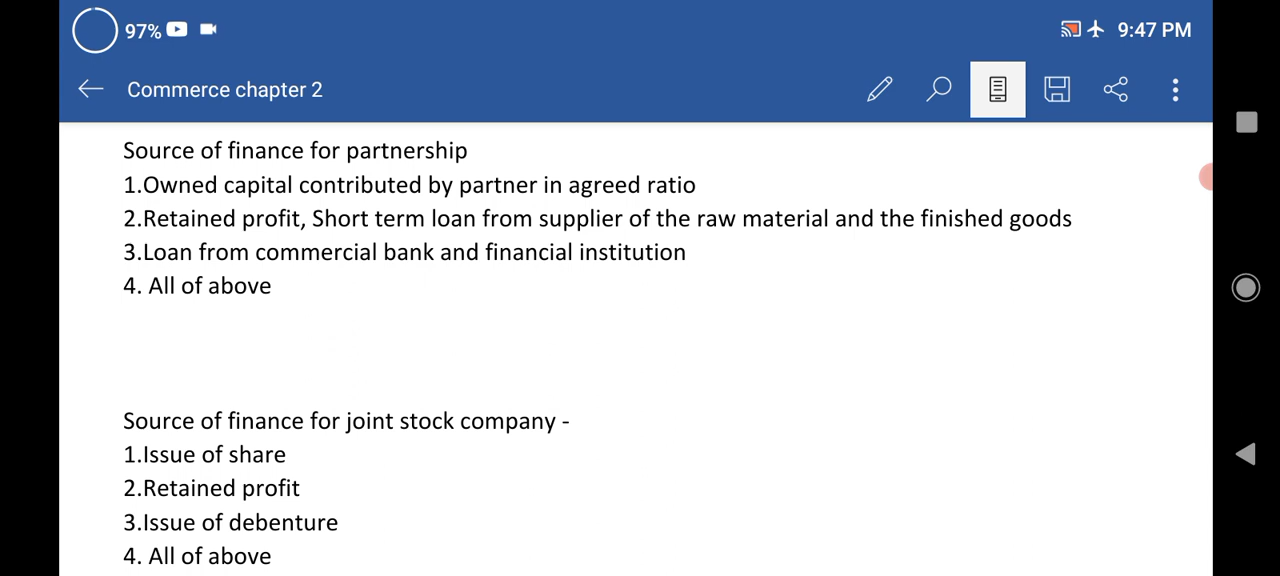 97% 9:47 PM
Commerce chapter 2
Source of finance for partnership
1.Owned capital contributed by partner in agreed ratio
2.Retained profit, Short term loan from supplier of the raw material and the finished goods
3.Loan from commercial bank and financial institution
4. All of above
Source of finance for joint stock company -
1.Issue of share
2.Retained profit
3.Issue of debenture
4. All of above